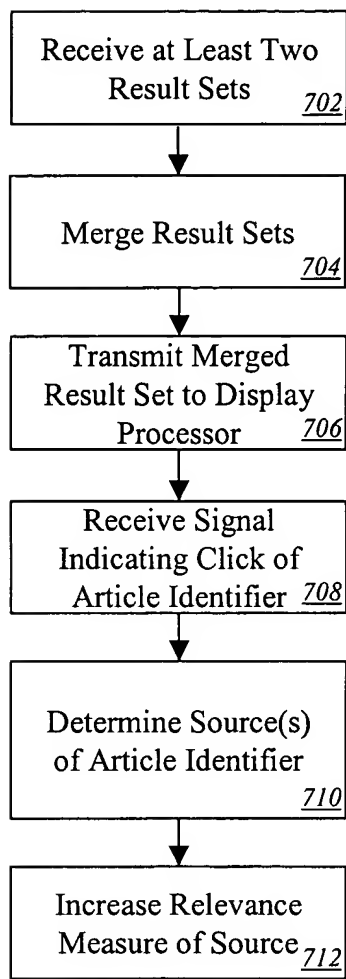 Receive at Least Two
Result Sets
702
Merge Result Sets
704
Transmit Merged
Result Set to Display
Processor 706
Receive Signal
Indicating Click of
Article Identifier 708
Determine Source(s)
of Article Identifier
710
Increase Relevance
Measure of Source 712